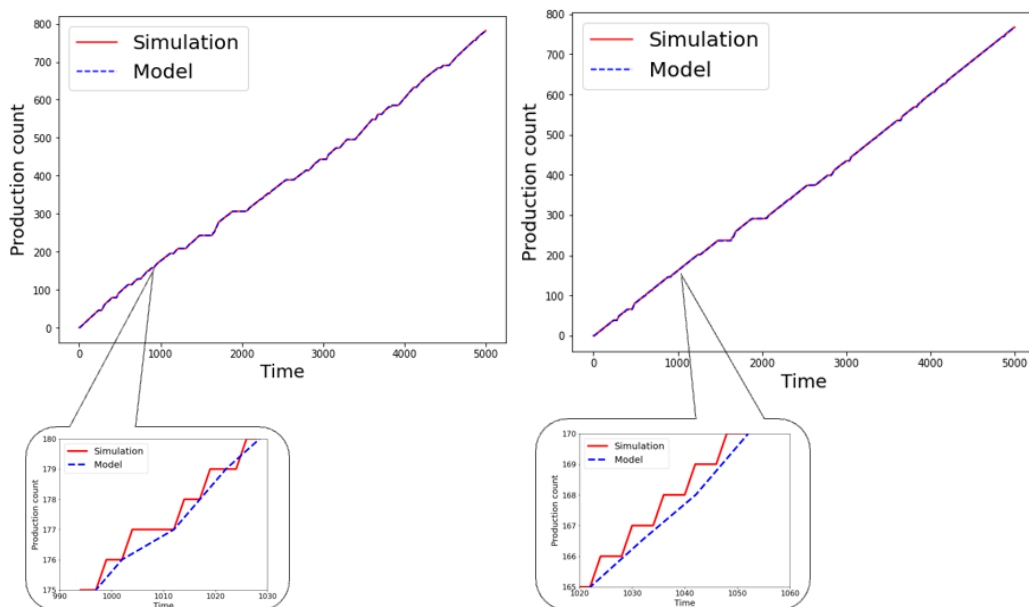 800
700
600
500
400
300
200
100
0
Production count
Simulation
Model
0 1000 2000 3000 4000 5000
Time
800
700
600
500
400
300
200
100
0
Production count
Simulation
Model
0 1000 2000 3000 4000 5000
Time
180
179
178
177
176
175
Production count
Simulation
Model
990 1000 1010 1020 1030
Time
170
169
168
167
166
165
Production count
Simulation
Model
1020 1030 1040 1050 1060
Time